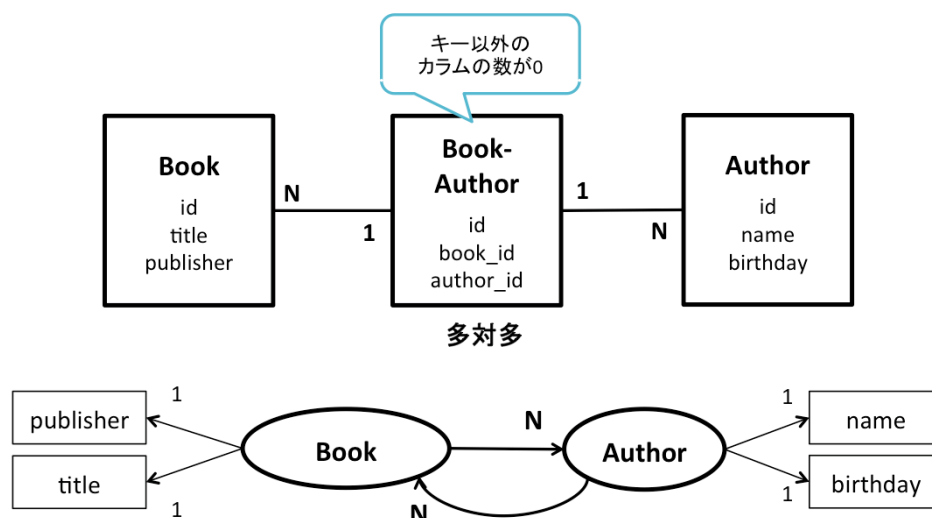 キー以外の
カラムの数が0
Book
id
title
publisher
N
1
Book-
Author
id
book_id
author_id
1
N
Author
id
name
birthday
多対多
publisher
1
title
1
Book
N
N
Author
1
name
1
birthday